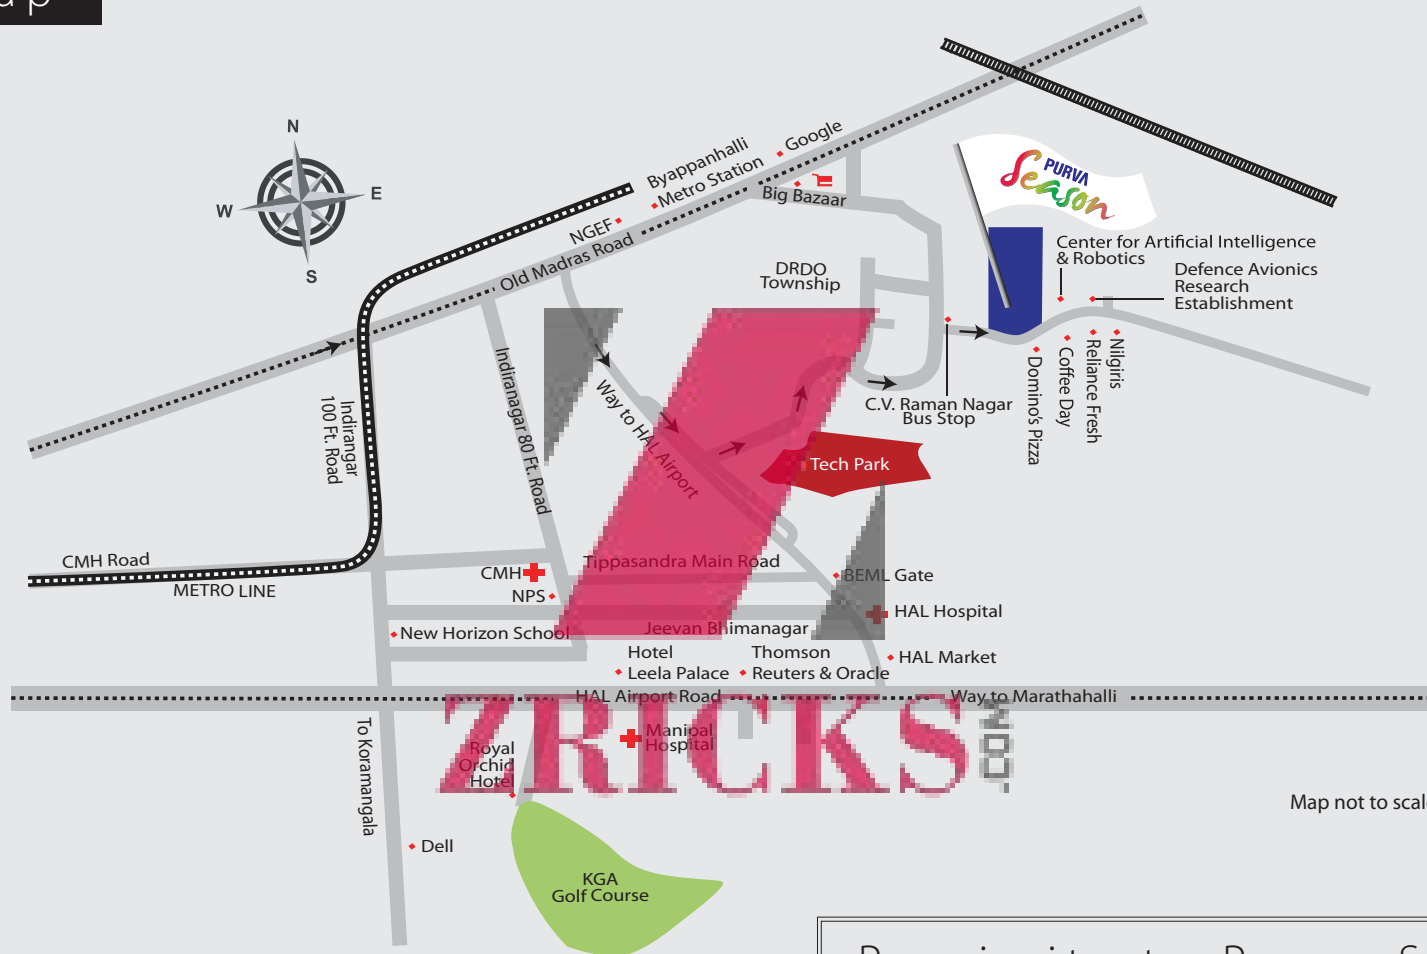 N
W
E
S
Google
Byappanhalli
Metro Station
NGEF
Big Bazaar
Old Madras Road
PURVA
Season
Center for Artificial Intelligence
& Robotics
Defence Avionics
Research
Establishment
DRDO
Township
Indiranagar 80 Ft. Road
Way to HAL Airport
Indirangar
100 Ft. Road
C.V. Raman Nagar
Bus Stop
Domino's Pizza
Coffee Day
Reliance Fresh
Nilgiris
Tech Park
CMH Road
METRO LINE
Tippasandra Main Road
CMH
NPS
BEML Gate
HAL Hospital
New Horizon School
Jeevan Bhimanagar
Hotel
Leela Palace
Thomson
Reuters & Oracle
HAL Market
HAL Airport Road
Way to Marathahalli
ZRICKS
.COM
To Koramangala
Royal
Orchid
Hotel
Manipal
Hospital
Map not to scale
Dell
KGA
Golf Course